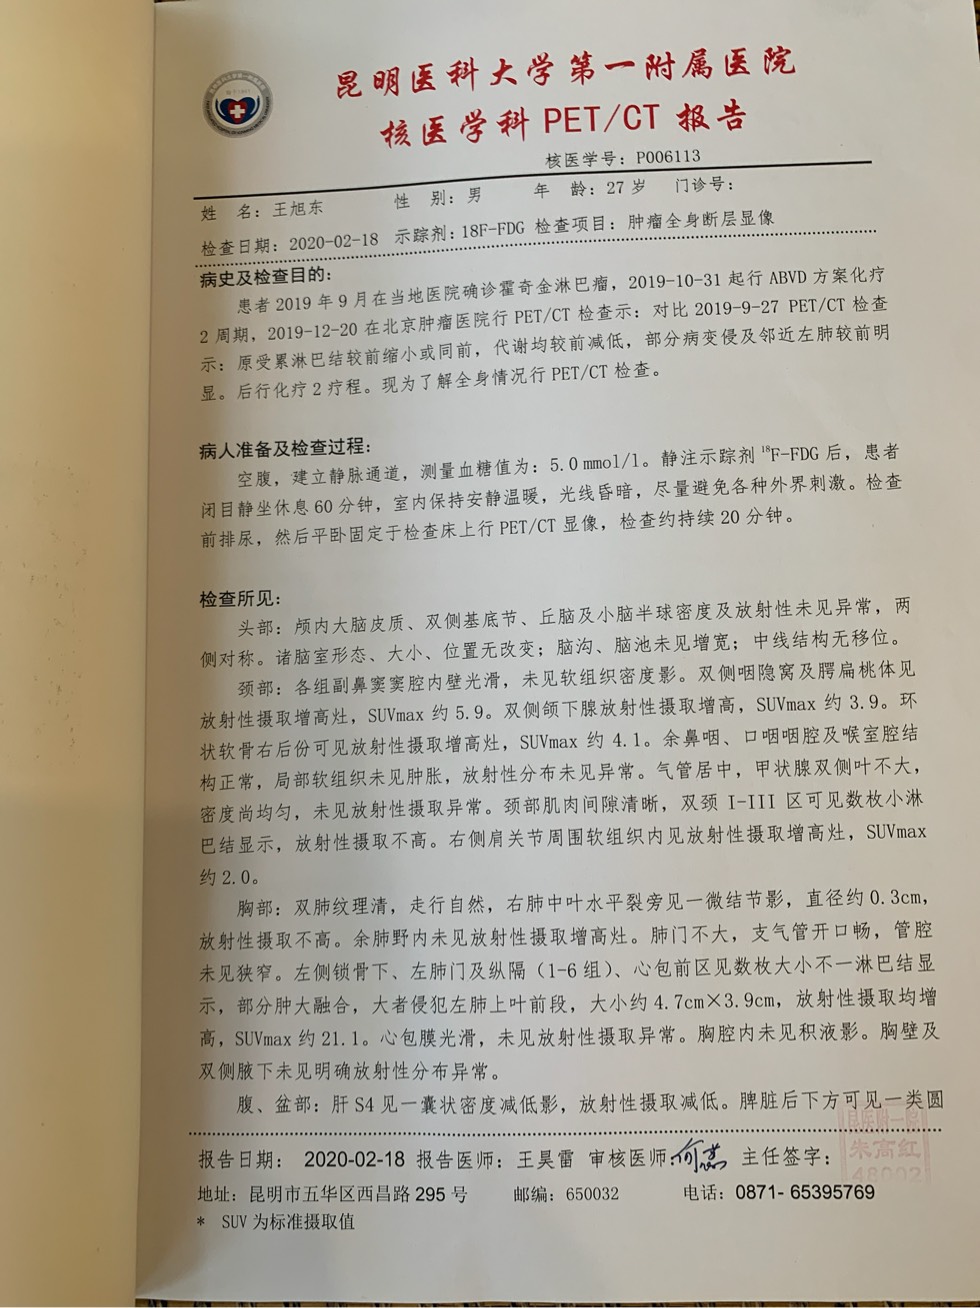 昆明医科大学第一附属医院
核医学科 PET/CT 报告
核医学号：P006113
姓 名：王旭东 性 别：男 年 龄：27 岁 门诊号：
检查日期：2020-02-18 示踪剂：18F-FDG 检查项目：肿瘤全身断层显像
病史及检查目的：
患者 2019 年 9 月在当地医院确诊霍奇金淋巴瘤，2019-10-31 起行 ABVD 方案化疗
2 周期，2019-12-20 在北京肿瘤医院行 PET/CT 检查示：对比 2019-9-27 PET/CT 检查
示：原受累淋巴结较前缩小或同前，代谢均较前减低，部分病变侵及邻近左肺较前明
显。后行化疗 2 疗程。现为了解全身情况行 PET/CT 检查。
病人准备及检查过程：
空腹，建立静脉通道，测量血糖值为：5.0 mmol/l。静注示踪剂 ¹⁸F-FDG 后，患者
闭目静坐休息 60 分钟，室内保持安静温暖，光线昏暗，尽量避免各种外界刺激。检查
前排尿，然后平卧固定于检查床上行 PET/CT 显像，检查约持续 20 分钟。
检查所见：
头部：颅内大脑皮质、双侧基底节、丘脑及小脑半球密度及放射性未见异常，两
侧对称。诸脑室形态、大小、位置无改变；脑沟、脑池未见增宽；中线结构无移位。
颈部：各组副鼻窦窦腔内壁光滑，未见软组织密度影。双侧咽隐窝及腭扁桃体见
放射性摄取增高灶，SUVmax 约 5.9。双侧颌下腺放射性摄取增高，SUVmax 约 3.9。环
状软骨右后份可见放射性摄取增高灶，SUVmax 约 4.1。余鼻咽、口咽咽腔及喉室腔结
构正常，局部软组织未见肿胀，放射性分布未见异常。气管居中，甲状腺双侧叶不大，
密度尚均匀，未见放射性摄取异常。颈部肌肉间隙清晰，双颈 I-III 区可见数枚小淋
巴结显示，放射性摄取不高。右侧肩关节周围软组织内见放射性摄取增高灶，SUVmax
约 2.0。
胸部：双肺纹理清，走行自然，右肺中叶水平裂旁见一微结节影，直径约 0.3cm，
放射性摄取不高。余肺野内未见放射性摄取增高灶。肺门不大，支气管开口畅，管腔
未见狭窄。左侧锁骨下、左肺门及纵隔（1-6 组）、心包前区见数枚大小不一淋巴结显
示，部分肿大融合，大者侵犯左肺上叶前段，大小约 4.7cm×3.9cm，放射性摄取均增
高，SUVmax 约 21.1。心包膜光滑，未见放射性摄取异常。胸腔内未见积液影。胸壁及
双侧腋下未见明确放射性分布异常。
腹、盆部：肝 S4 见一囊状密度减低影，放射性摄取减低。脾脏后下方可见一类圆
报告日期： 2020-02-18 报告医师：王昊雷 审核医师： 主任签字：
朱高红
48002
地址：昆明市五华区西昌路 295 号 邮编：650032 电话：0871- 65395769
* SUV 为标准摄取值